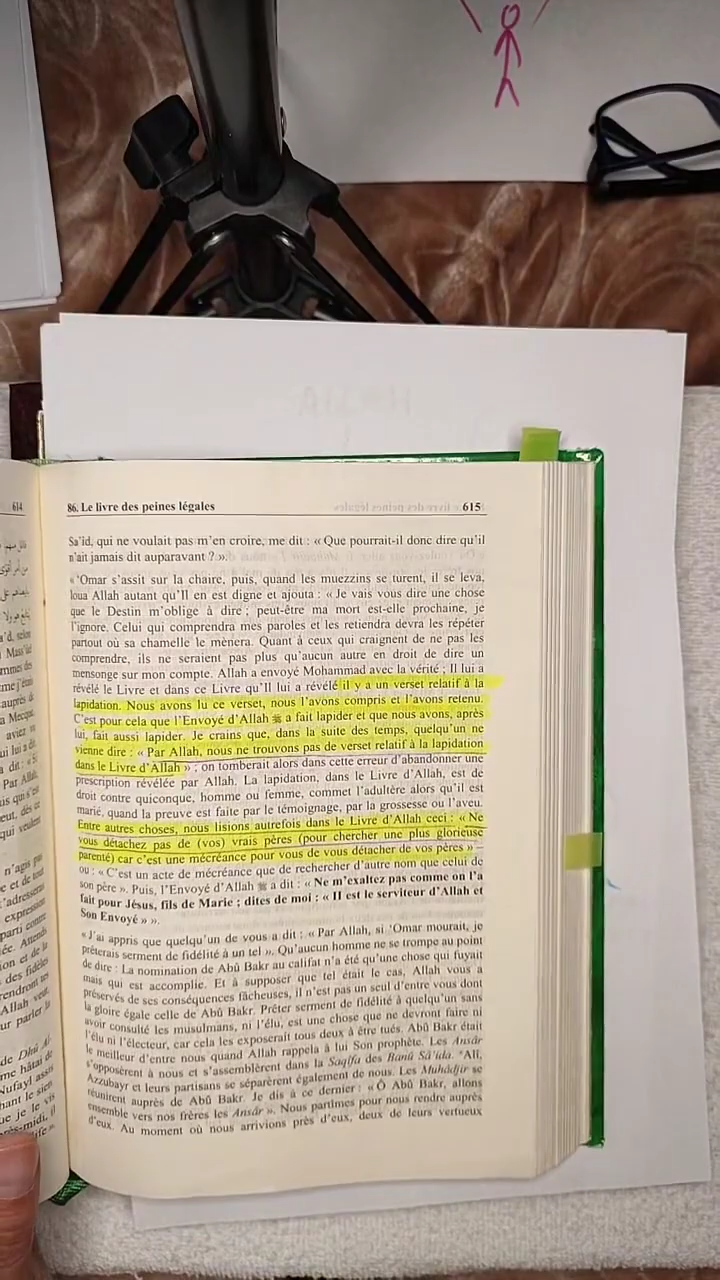 614
86. Le livre des peines légales 615
Sa'îd, qui ne voulait pas m'en croire, me dit : « Que pourrait-il donc dire qu'il
n'ait jamais dit auparavant ? ».
« 'Omar s'assit sur la chaire, puis, quand les muezzins se turent, il se leva,
loua Allah autant qu'Il en est digne et ajouta : « Je vais vous dire une chose
que le Destin m'oblige à dire ; peut-être ma mort est-elle prochaine, je
l'ignore. Celui qui comprendra mes paroles et les retiendra devra les répéter
partout où sa chamelle le mènera. Quant à ceux qui craignent de ne pas les
comprendre, ils ne seraient pas plus qu'aucun autre en droit de dire un
mensonge sur mon compte. Allah a envoyé Mohammad avec la vérité ; Il lui a
révélé le Livre et dans ce Livre qu'Il lui a révélé il y a un verset relatif à la
lapidation. Nous avons lu ce verset, nous l'avons compris et l'avons retenu.
C'est pour cela que l'Envoyé d'Allah ﷺ a fait lapider et que nous avons, après
lui, fait aussi lapider. Je crains que, dans la suite des temps, quelqu'un ne
vienne dire : « Par Allah, nous ne trouvons pas de verset relatif à la lapidation
dans le Livre d'Allah » ; on tomberait alors dans cette erreur d'abandonner une
prescription révélée par Allah. La lapidation, dans le Livre d'Allah, est de
droit contre quiconque, homme ou femme, commet l'adultère alors qu'il est
marié, quand la preuve est faite par le témoignage, par la grossesse ou l'aveu.
Entre autres choses, nous lisions autrefois dans le Livre d'Allah ceci : « Ne
vous détachez pas de (vos) vrais pères (pour chercher une plus glorieuse
parenté) car c'est une mécréance pour vous de vous détacher de vos pères » –
ou : « C'est un acte de mécréance que de rechercher d'autre nom que celui de
son père ». Puis, l'Envoyé d'Allah ﷺ a dit : « Ne m'exaltez pas comme on l'a
fait pour Jésus, fils de Marie ; dites de moi : « Il est le serviteur d'Allah et
Son Envoyé » ».
« J'ai appris que quelqu'un de vous a dit : « Par Allah, si 'Omar mourait, je
prêterais serment de fidélité à un tel ». Qu'aucun homme ne se trompe au point
de dire : La nomination de Abû Bakr au califat n'a été qu'une chose qui fuyait
mais qui est accomplie. Et à supposer que tel était le cas, Allah vous a
préservés de ses conséquences fâcheuses, il n'est pas un seul d'entre vous dont
la gloire égale celle de Abû Bakr. Prêter serment de fidélité à quelqu'un sans
avoir consulté les musulmans, ni l'élu, est une chose que ne devront faire ni
l'élu ni l'électeur, car cela les exposerait tous deux à être tués. Abû Bakr était
le meilleur d'entre nous quand Allah rappela à lui Son prophète. Les Ansâr
s'opposèrent à nous et s'assemblèrent dans la Saqîfa des Banû Sâ'ida. 'Alî,
Azzubayr et leurs partisans se séparèrent également de nous. Les Muhâdjir se
réunirent auprès de Abû Bakr. Je dis à ce dernier : « Ô Abû Bakr, allons
ensemble vers nos frères les Ansâr ». Nous partîmes pour nous rendre auprès
d'eux. Au moment où nous arrivions près d'eux, deux de leurs vertueux